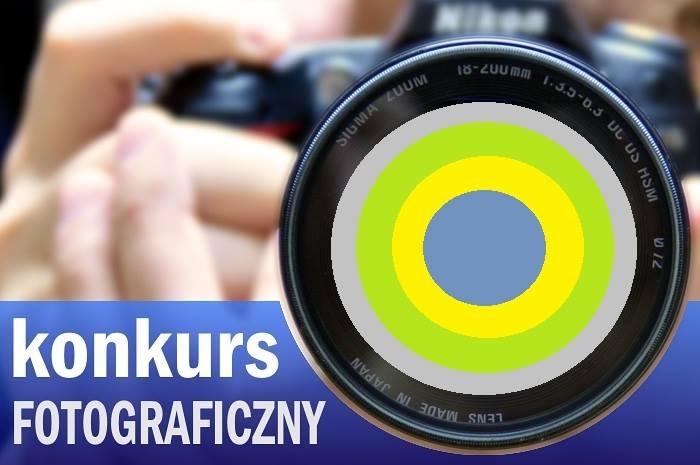 Nikon
SIGMA ZOOM 18-200mm 1:3.5-6.3 DC OS HSM
Ø72
LENS MADE IN JAPAN
konkurs
FOTOGRAFICZNY